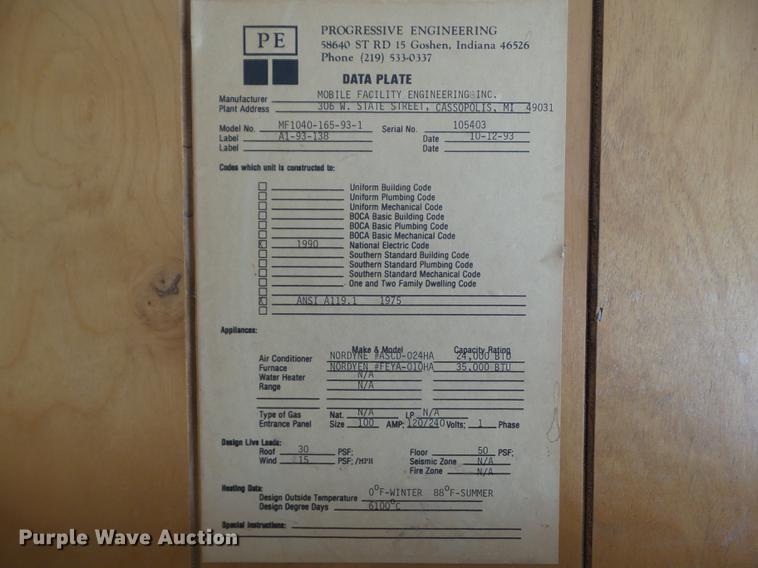 PE
PROGRESSIVE ENGINEERING
58640 ST RD 15 Goshen, Indiana 46526
Phone (219) 533-0337
DATA PLATE
Manufacturer MOBILE FACILITY ENGINEERING INC.
Plant Address 306 W. STATE STREET, CASSOPOLIS, MI 49031
Model No. MF1040-165-93-1 Serial No. 105403
Label A1-93-138 Date 10-12-93
Label Date
Codes which unit is constructed to:
Uniform Building Code
Uniform Plumbing Code
Uniform Mechanical Code
BOCA Basic Building Code
BOCA Basic Plumbing Code
BOCA Basic Mechanical Code
X 1990 National Electric Code
Southern Standard Building Code
Southern Standard Plumbing Code
Southern Standard Mechanical Code
One and Two Family Dwelling Code
X ANSI A119.1 1975
Appliances:
Make & Model Capacity Rating
Air Conditioner NORDYNE #ASCD-024HA 24,000 BTU
Furnace NORDYEN #FEYA-010HA 35,000 BTU
Water Heater N/A
Range N/A
Type of Gas Nat. N/A LP N/A
Entrance Panel Size 100 AMP; 120/240 Volts; 1 Phase
Design Live Loads:
Roof 30 PSF; Floor 50 PSF;
Wind 15 PSF; /MPH Seismic Zone N/A
Fire Zone N/A
Heating Data:
Design Outside Temperature 0°F-WINTER 88°F-SUMMER
Design Degree Days 6100°C
Special Instructions:
Purple Wave Auction